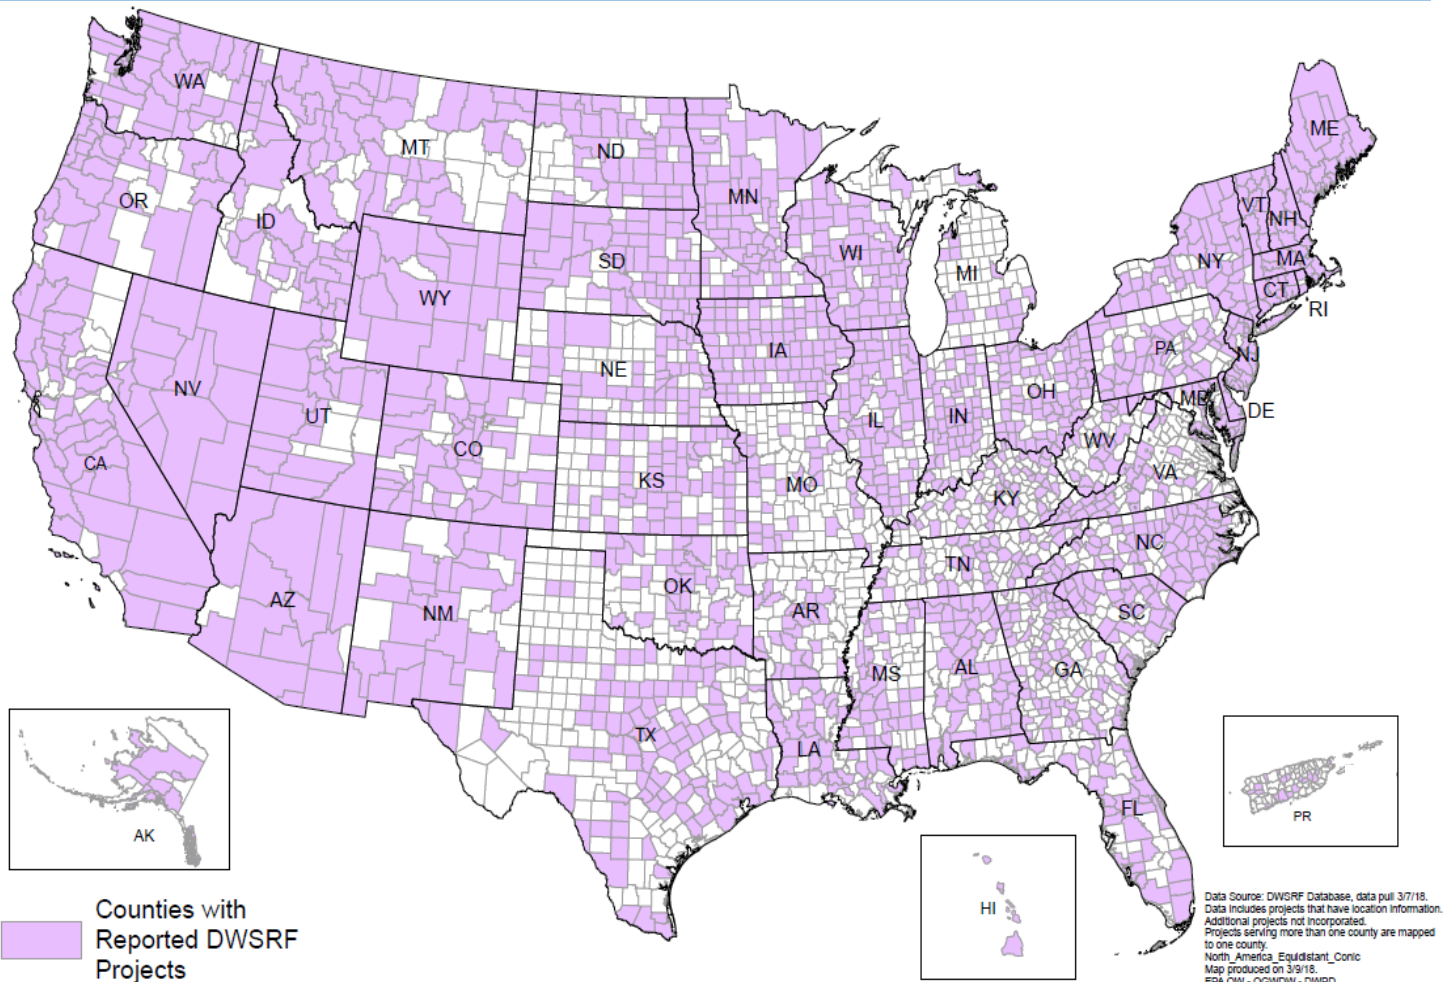 WA
MT
ND
MN
ME
OR
ID
SD
WI
MI
VT
NH
NY
MA
CT
RI
WY
IA
NE
PA
NJ
NV
UT
CO
IL
IN
OH
MD
DE
WV
CA
KS
MO
KY
VA
AZ
NM
OK
AR
TN
NC
SC
MS
AL
GA
TX
LA
FL
AK
HI
PR
Counties with
Reported DWSRF
Projects
Data Source: DWSRF Database, data pull 3/7/18.
Data includes projects that have location information.
Additional projects not incorporated.
Projects serving more than one county are mapped
to one county.
North_America_Equidistant_Conic
Map produced on 3/9/18.
EPA OW - OGWDW - DWPD